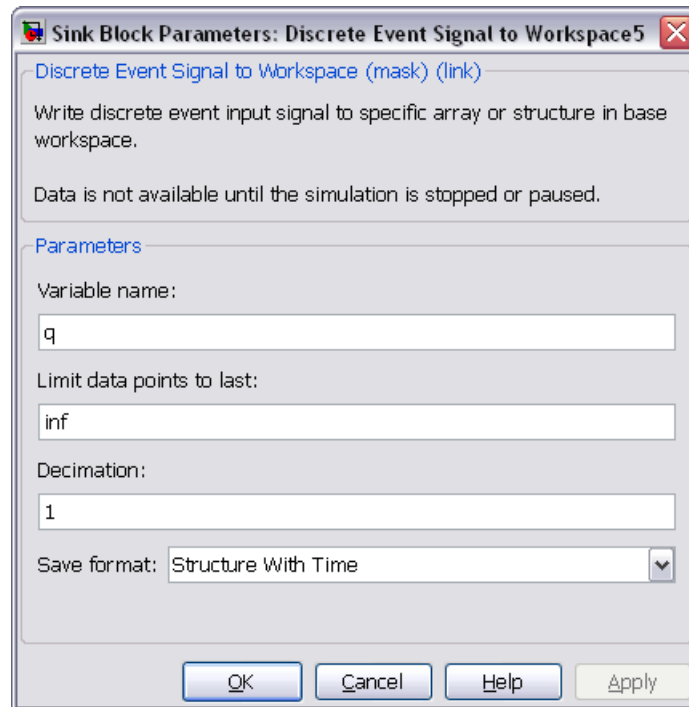 Sink Block Parameters: Discrete Event Signal to Workspace5
Discrete Event Signal to Workspace (mask) (link)
Write discrete event input signal to specific array or structure in base
workspace.
Data is not available until the simulation is stopped or paused.
Parameters
Variable name:
q
Limit data points to last:
inf
Decimation:
1
Save format: Structure With Time
OK Cancel Help Apply